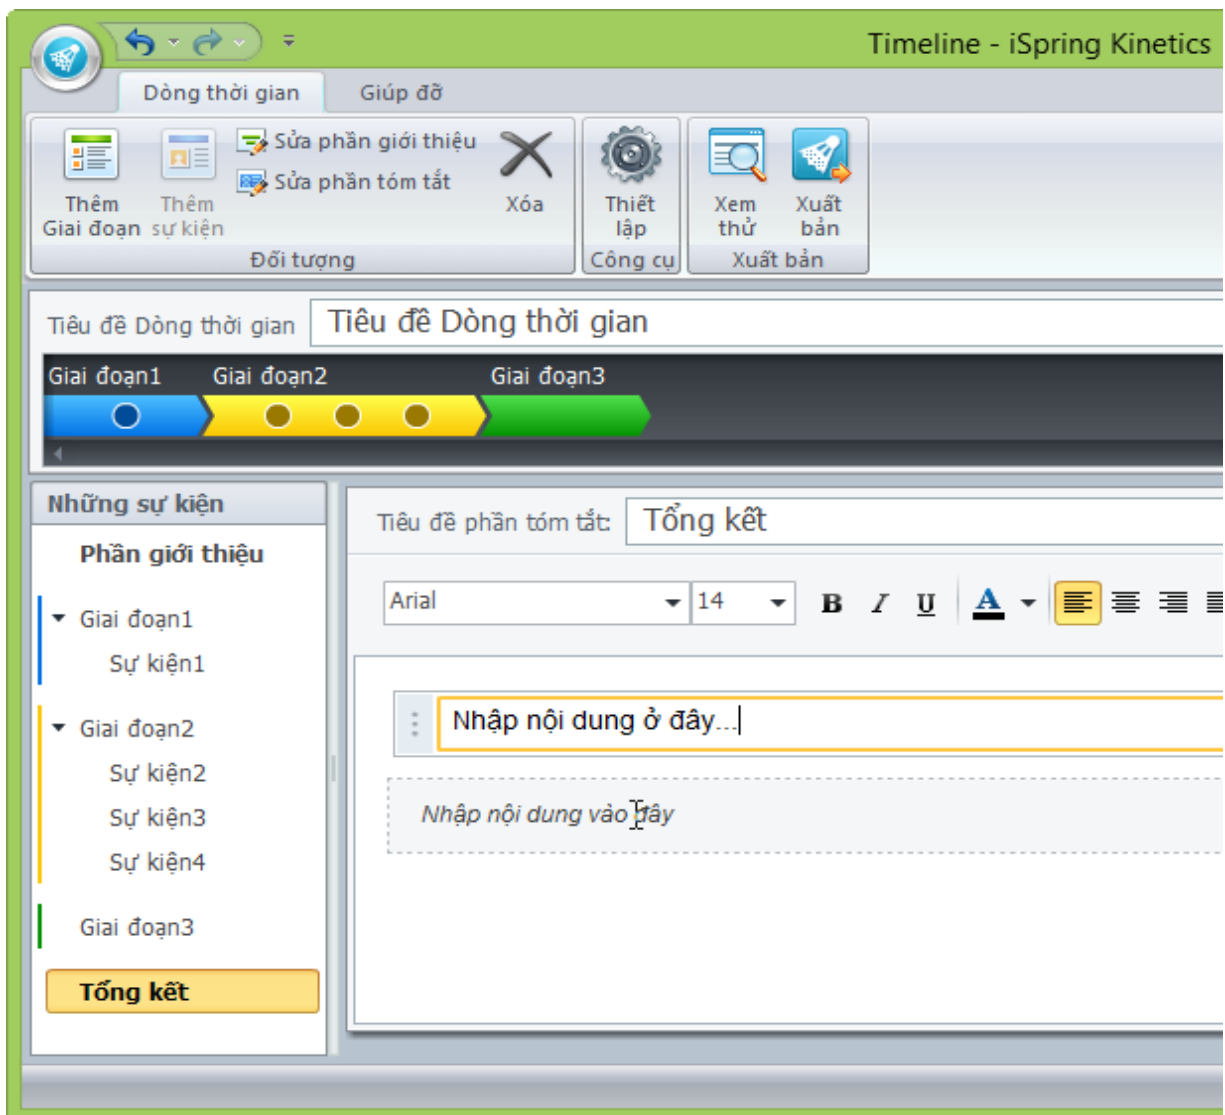 Timeline - iSpring Kinetics
Dòng thời gian
Giúp đỡ
Thêm
Giai đoạn
Thêm
sự kiện
Sửa phần giới thiệu
Sửa phần tóm tắt
Xóa
Thiết
lập
Xem
thử
Xuất
bản
Đối tượng
Công cụ
Xuất bản
Tiêu đề Dòng thời gian
Tiêu đề Dòng thời gian
Giai đoạn1
Giai đoạn2
Giai đoạn3
Những sự kiện
Phần giới thiệu
Giai đoạn1
Sự kiện1
Giai đoạn2
Sự kiện2
Sự kiện3
Sự kiện4
Giai đoạn3
Tổng kết
Tiêu đề phần tóm tắt:
Tổng kết
Arial
14
B I U A
Nhập nội dung ở đây...
Nhập nội dung vào đây